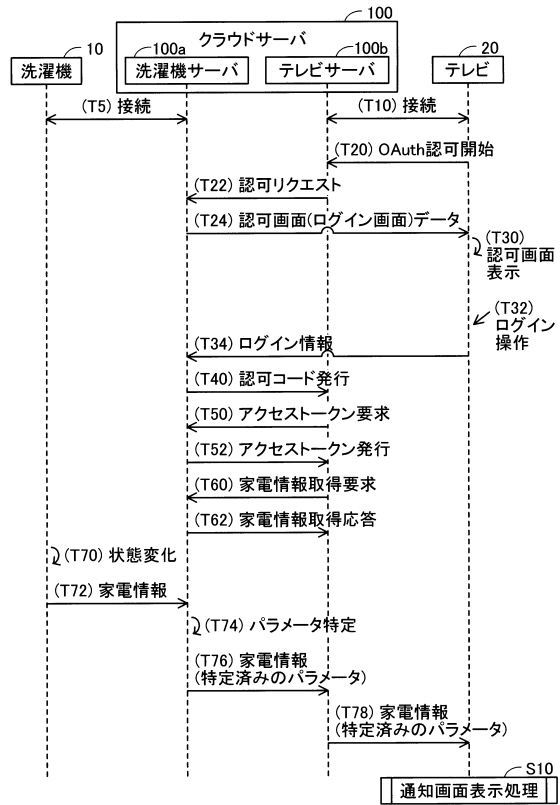 100
クラウドサーバ
10
100a
100b
20
洗濯機
洗濯機サーバ
テレビサーバ
テレビ
(T5) 接続
(T10) 接続
(T20) OAuth認可開始
(T22) 認可リクエスト
(T24) 認可画面(ログイン画面)データ
(T30)
認可画面
表示
(T32)
ログイン
操作
(T34) ログイン情報
(T40) 認可コード発行
(T50) アクセストークン要求
(T52) アクセストークン発行
(T60) 家電情報取得要求
(T62) 家電情報取得応答
(T70) 状態変化
(T72) 家電情報
(T74) パラメータ特定
(T76) 家電情報
(特定済みのパラメータ)
(T78) 家電情報
(特定済みのパラメータ)
S10
通知画面表示処理